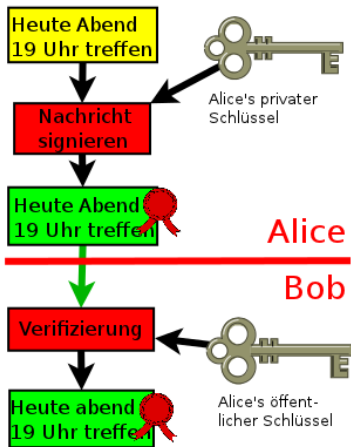 Heute Abend
19 Uhr treffen
Alice's privater
Schlüssel
Nachricht
signieren
Heute Abend
19 Uhr treffen
Alice
Bob
Verifizierung
Alice's öffent-
licher Schlüssel
Heute abend
19 Uhr treffen